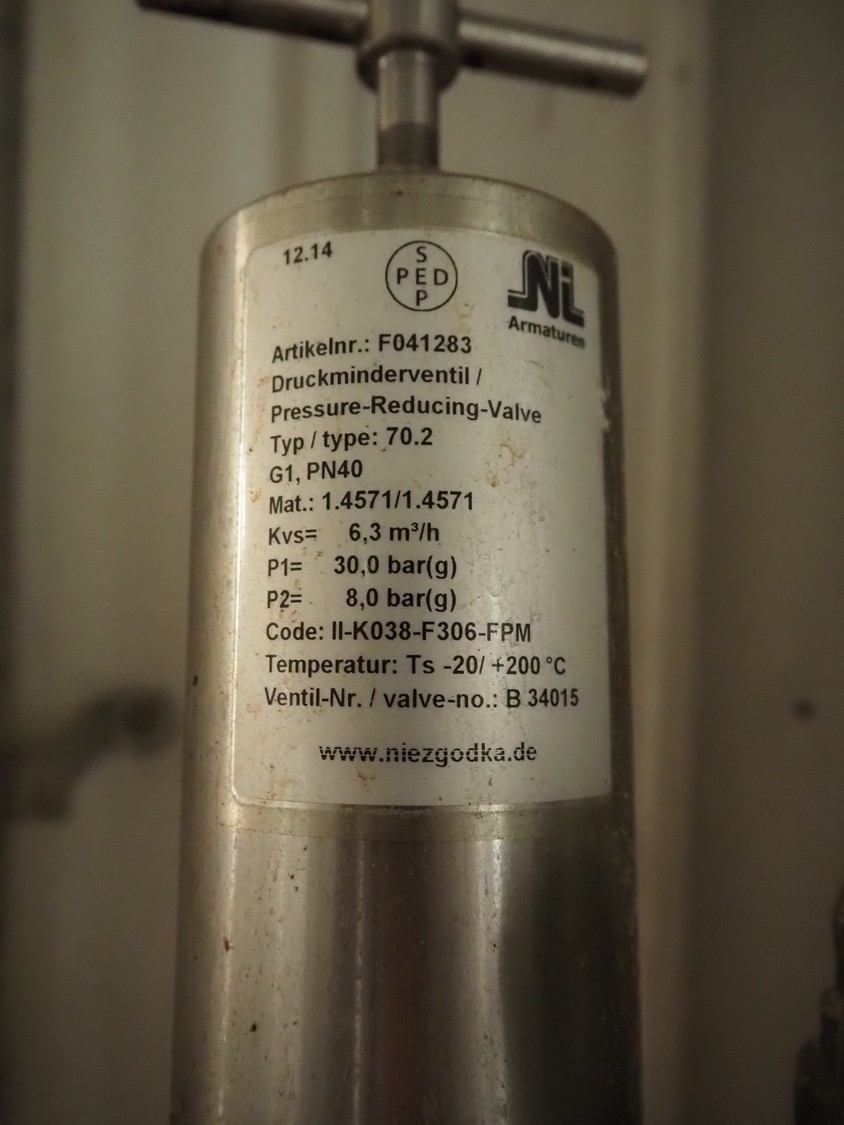 12.14
S
PED
P
Ni
Armaturen
Artikelnr.: F041283
Druckminderventil /
Pressure-Reducing-Valve
Typ / type: 70.2
G1, PN40
Mat.: 1.4571/1.4571
Kvs= 6,3 m³/h
P1= 30,0 bar(g)
P2= 8,0 bar(g)
Code: II-K038-F306-FPM
Temperatur: Ts -20/ +200 °C
Ventil-Nr. / valve-no.: B 34015
www.niezgodka.de